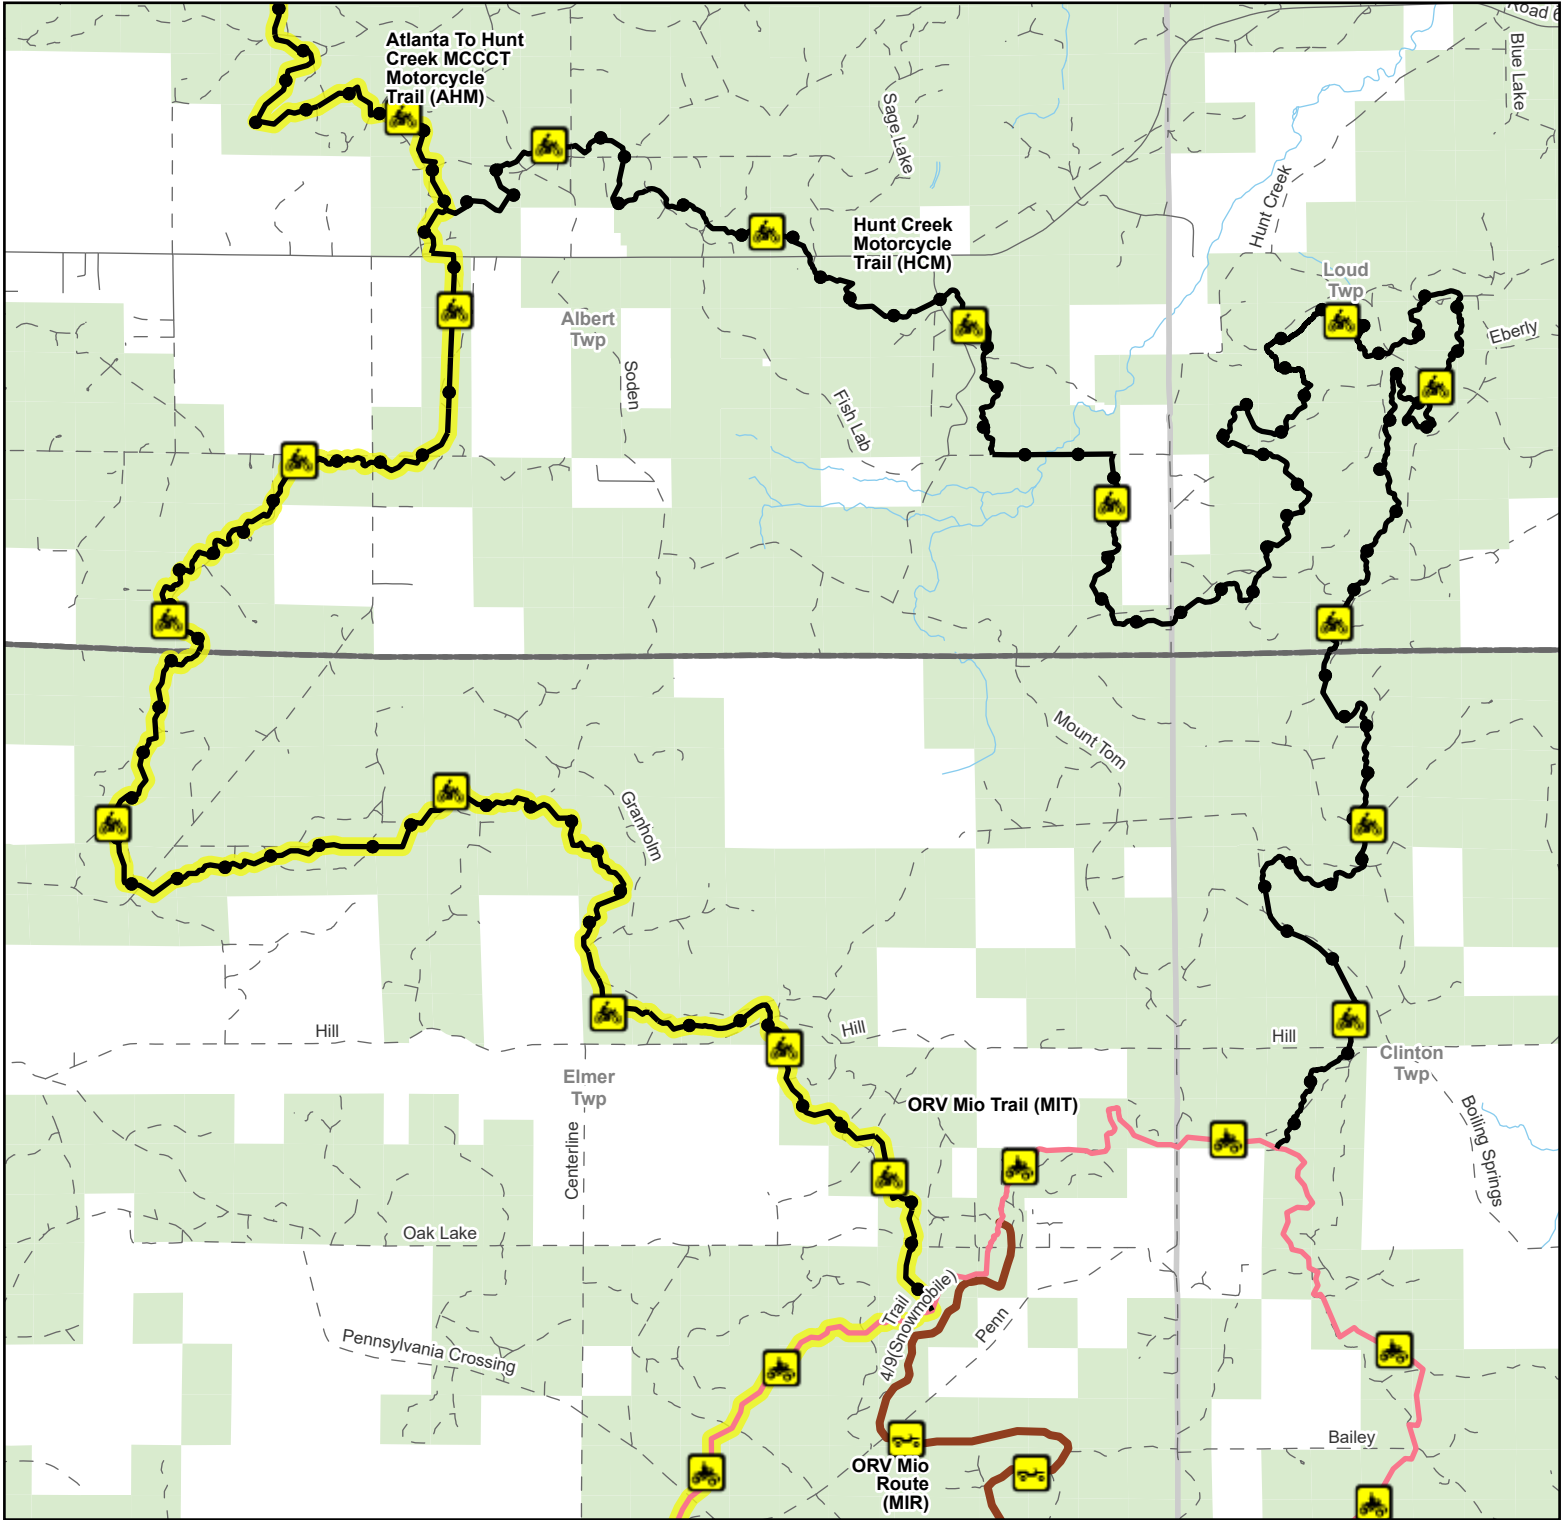 Road 6
Blue Lake
Atlanta To Hunt
Creek MCCCT
Motorcycle
Trail (AHM)
Sage Lake
Hunt Creek
Hunt Creek
Motorcycle
Trail (HCM)
Loud
Twp
Eberly
Albert
Twp
Soden
Fish Lab
Mount Tom
Granholm
Hill
Hill
Hill
Clinton
Twp
Elmer
Twp
ORV Mio Trail (MIT)
Boiling Springs
Centerline
Oak Lake
Trail
4/9(Snowmobile)
Penn
Pennsylvania Crossing
Bailey
ORV Mio
Route
(MIR)